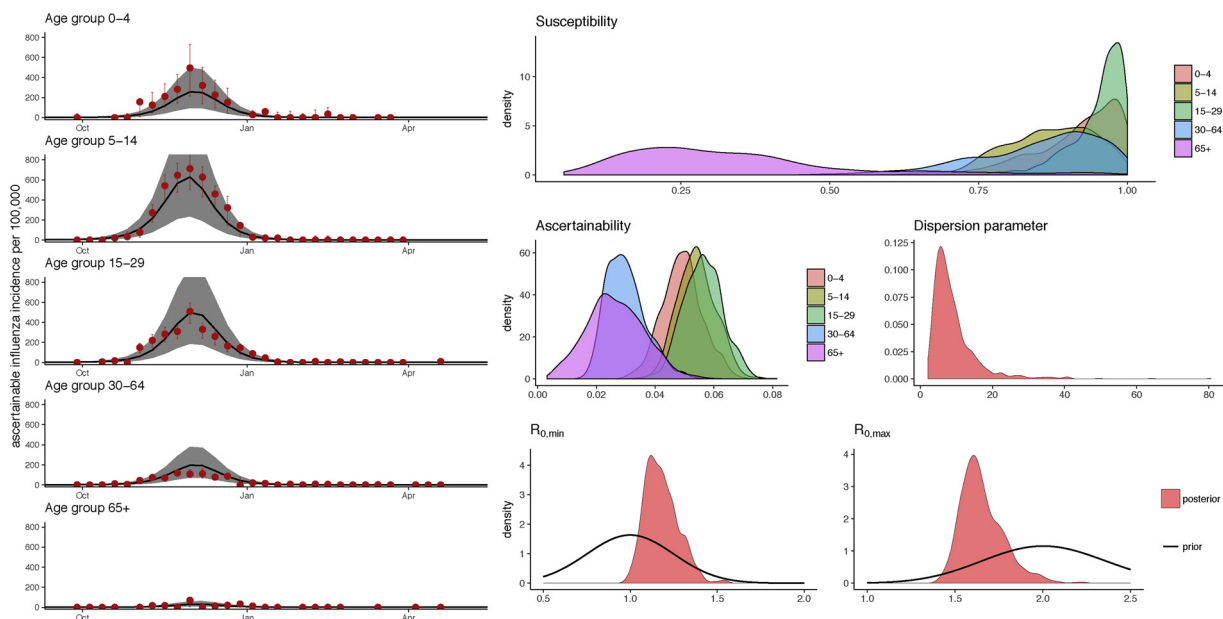 Age group 0−4
800
600
400
200
0
Oct
Jan
Apr
Age group 5−14
800
600
400
200
0
Oct
Jan
Apr
Age group 15−29
800
600
400
200
0
Oct
Jan
Apr
Age group 30−64
800
600
400
200
0
Oct
Jan
Apr
Age group 65+
800
600
400
200
0
Oct
Jan
Apr
ascertainable influenza incidence per 100,000
Susceptibility
density
10
5
0
0.25
0.50
0.75
1.00
0−4
5−14
15−29
30−64
65+
Ascertainability
density
60
40
20
0
0.00
0.02
0.04
0.06
0.08
0−4
5−14
15−29
30−64
65+
Dispersion parameter
0.125
0.100
0.075
0.050
0.025
0.000
0
20
40
60
80
R0,min
density
4
3
2
1
0
0.5
1.0
1.5
2.0
R0,max
4
3
2
1
0
1.0
1.5
2.0
2.5
posterior
prior